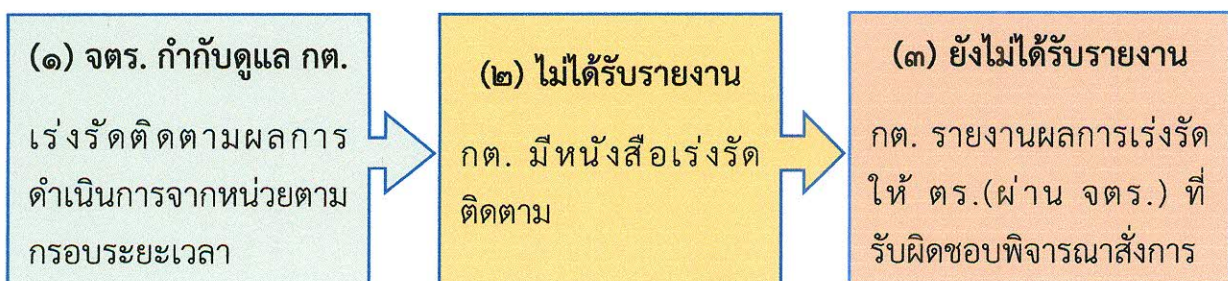 (๑) จตร. กำกับดูแล กต.
เร่งรัดติดตามผลการ
ดำเนินการจากหน่วยตาม
กรอบระยะเวลา
(๒) ไม่ได้รับรายงาน
กต. มีหนังสือเร่งรัด
ติดตาม
(๓) ยังไม่ได้รับรายงาน
กต. รายงานผลการเร่งรัด
ให้ ตร.(ผ่าน จตร.) ที่
รับผิดชอบพิจารณาสั่งการ